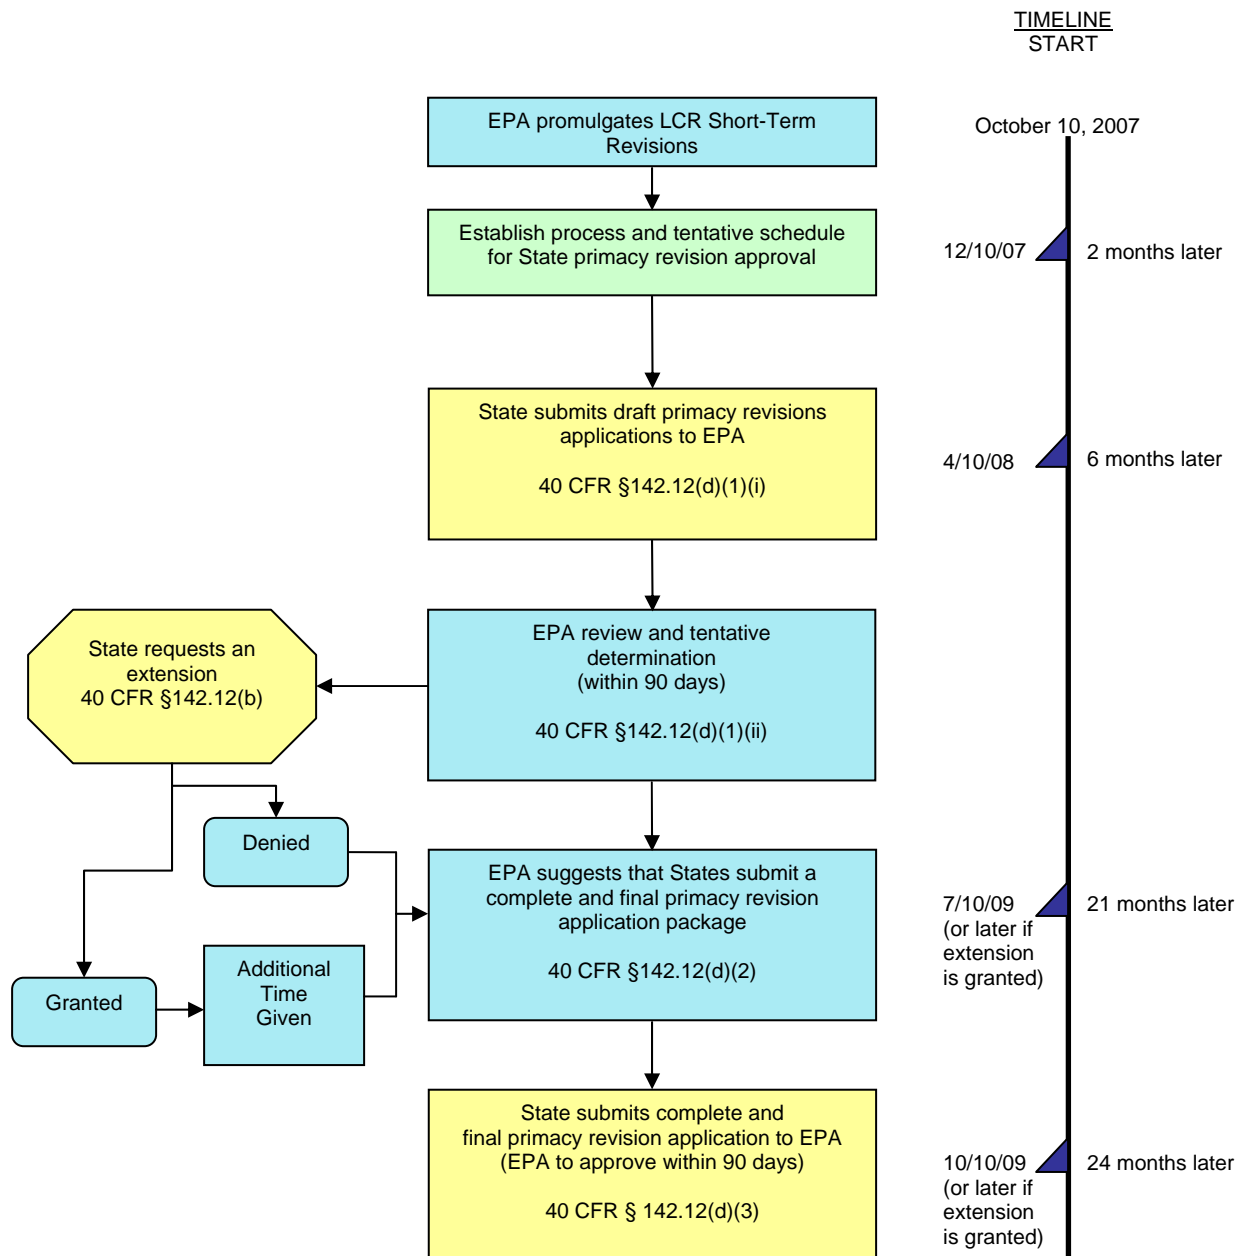 TIMELINE
START
EPA promulgates LCR Short-Term
Revisions
October 10, 2007
Establish process and tentative schedule
for State primacy revision approval
12/10/07
2 months later
State submits draft primacy revisions
applications to EPA
40 CFR §142.12(d)(1)(i)
4/10/08
6 months later
State requests an
extension
40 CFR §142.12(b)
EPA review and tentative
determination
(within 90 days)
40 CFR §142.12(d)(1)(ii)
Denied
Granted
Additional
Time
Given
EPA suggests that States submit a
complete and final primacy revision
application package
40 CFR §142.12(d)(2)
7/10/09
(or later if
extension
is granted)
21 months later
State submits complete and
final primacy revision application to EPA
(EPA to approve within 90 days)
40 CFR § 142.12(d)(3)
10/10/09
(or later if
extension
is granted)
24 months later